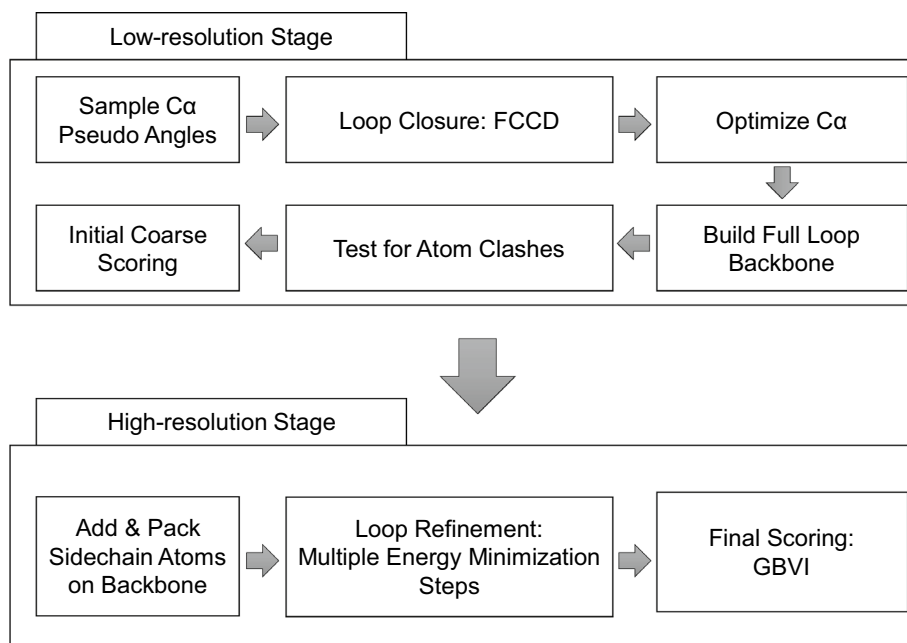 Low-resolution Stage
Sample Cα
Pseudo Angles
Loop Closure: FCCD
Optimize Cα
Build Full Loop
Backbone
Test for Atom Clashes
Initial Coarse
Scoring
High-resolution Stage
Add & Pack
Sidechain Atoms
on Backbone
Loop Refinement:
Multiple Energy Minimization
Steps
Final Scoring:
GBVI